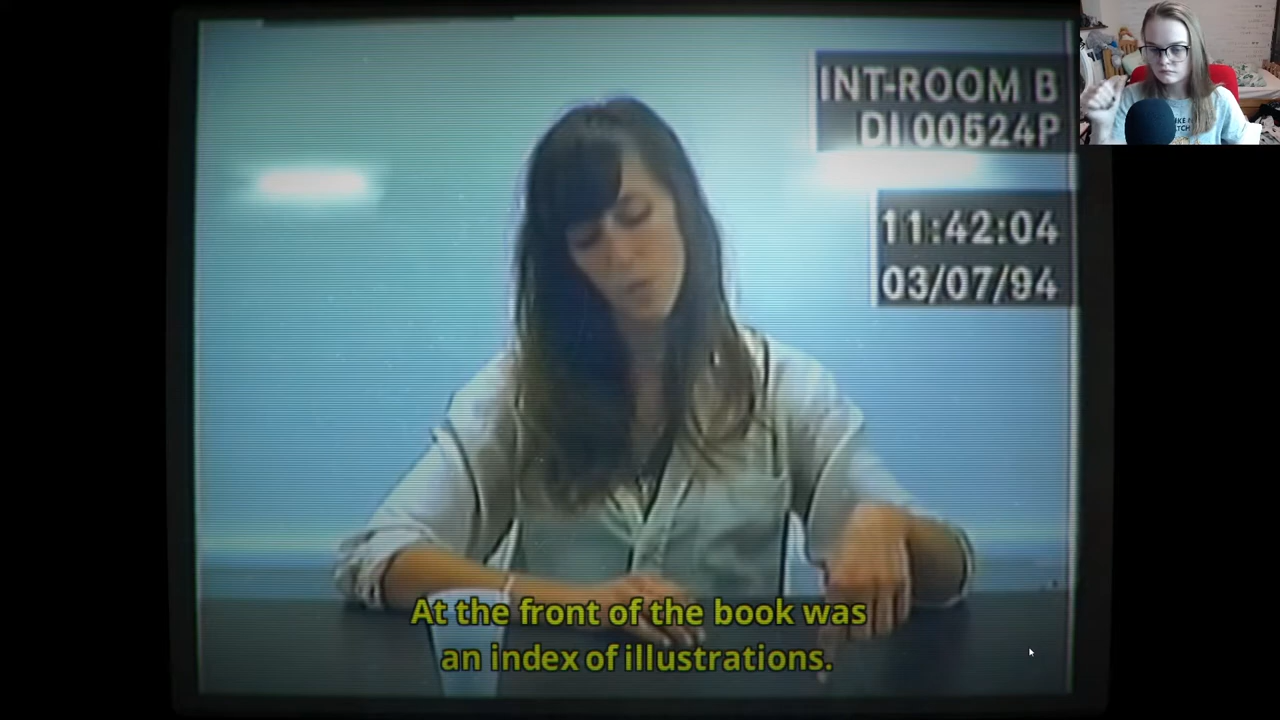 INT-ROOM B
DI 00524P
11:42:04
03/07/94
At the front of the book was
an index of illustrations.